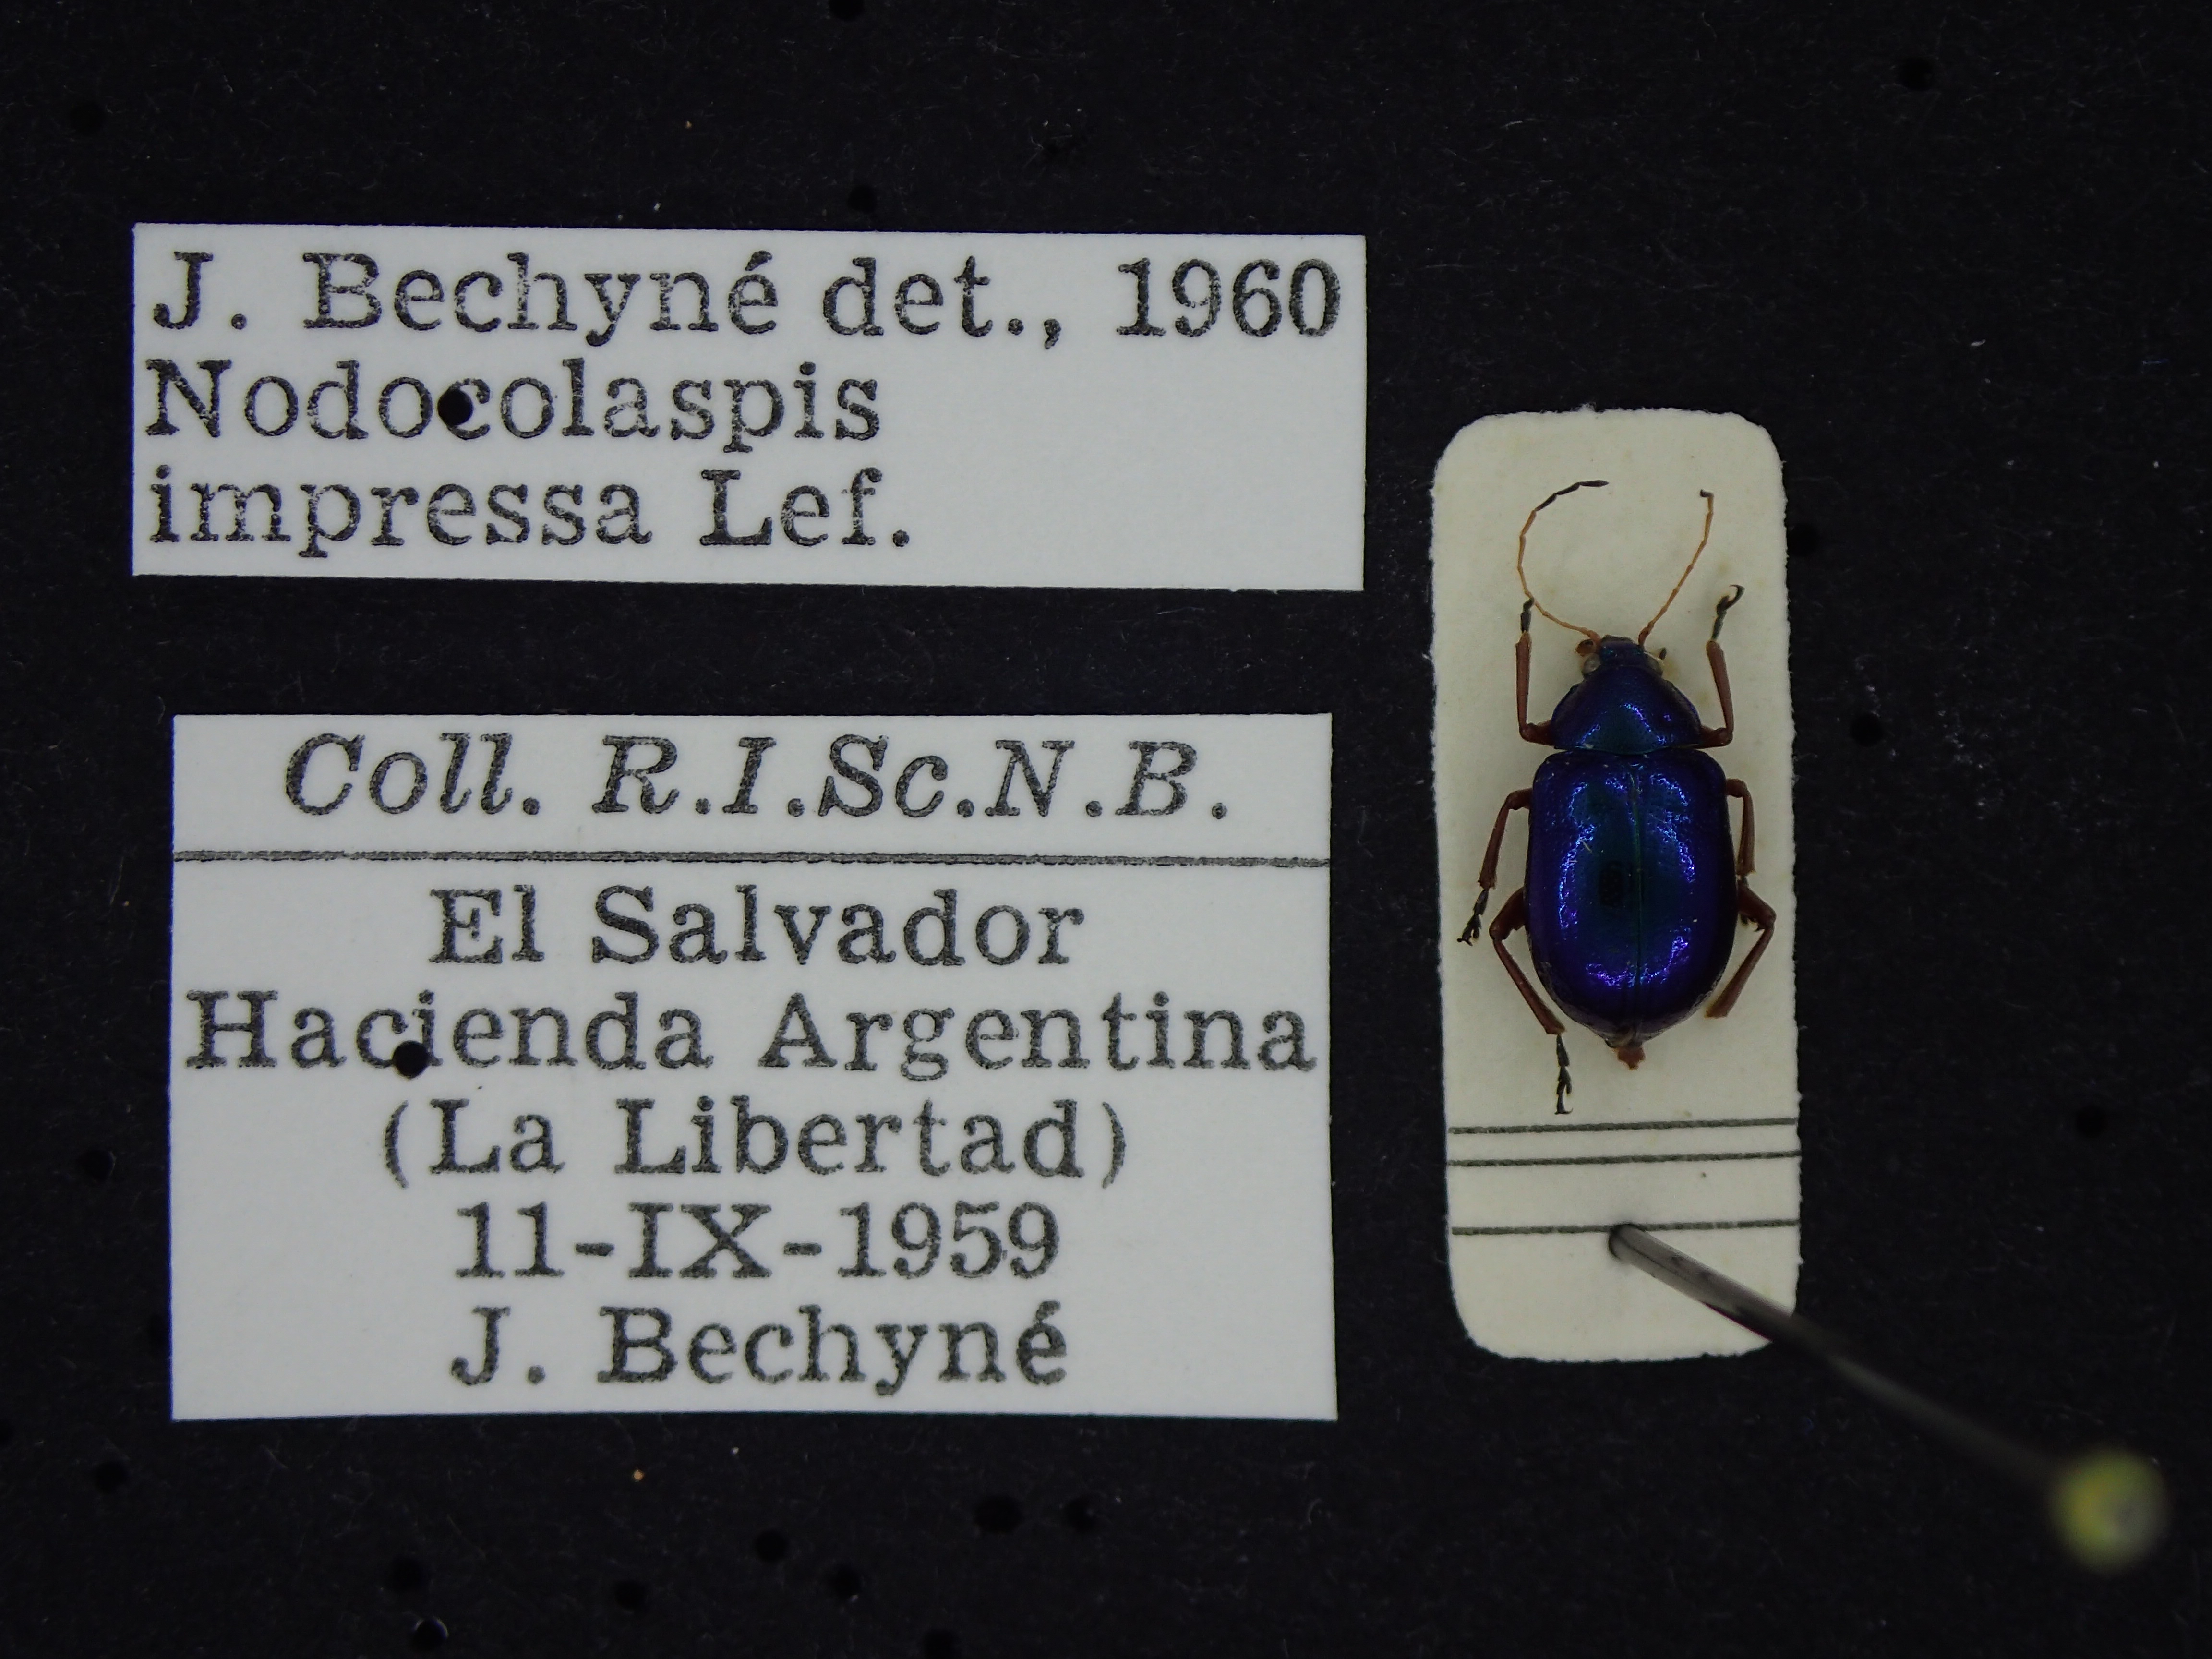 J. Bechyné det., 1960
Nodocolaspis
impressa Lef.
Coll. R.I.Sc.N.B.
El Salvador
Hacienda Argentina
(La Libertad)
11-IX-1959
J. Bechyné